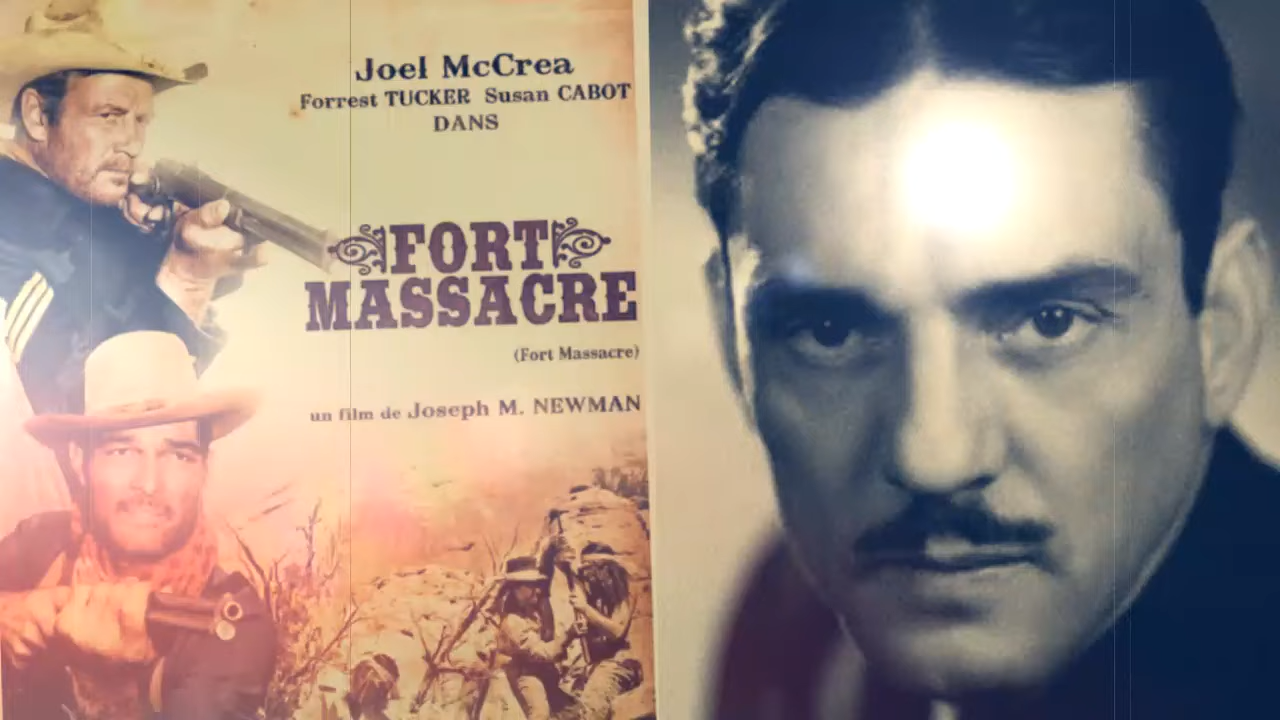 Joel McCrea
Forrest TUCKER Susan CABOT
DANS
FORT
MASSACRE
(Fort Massacre)
un film de Joseph M. NEWMAN